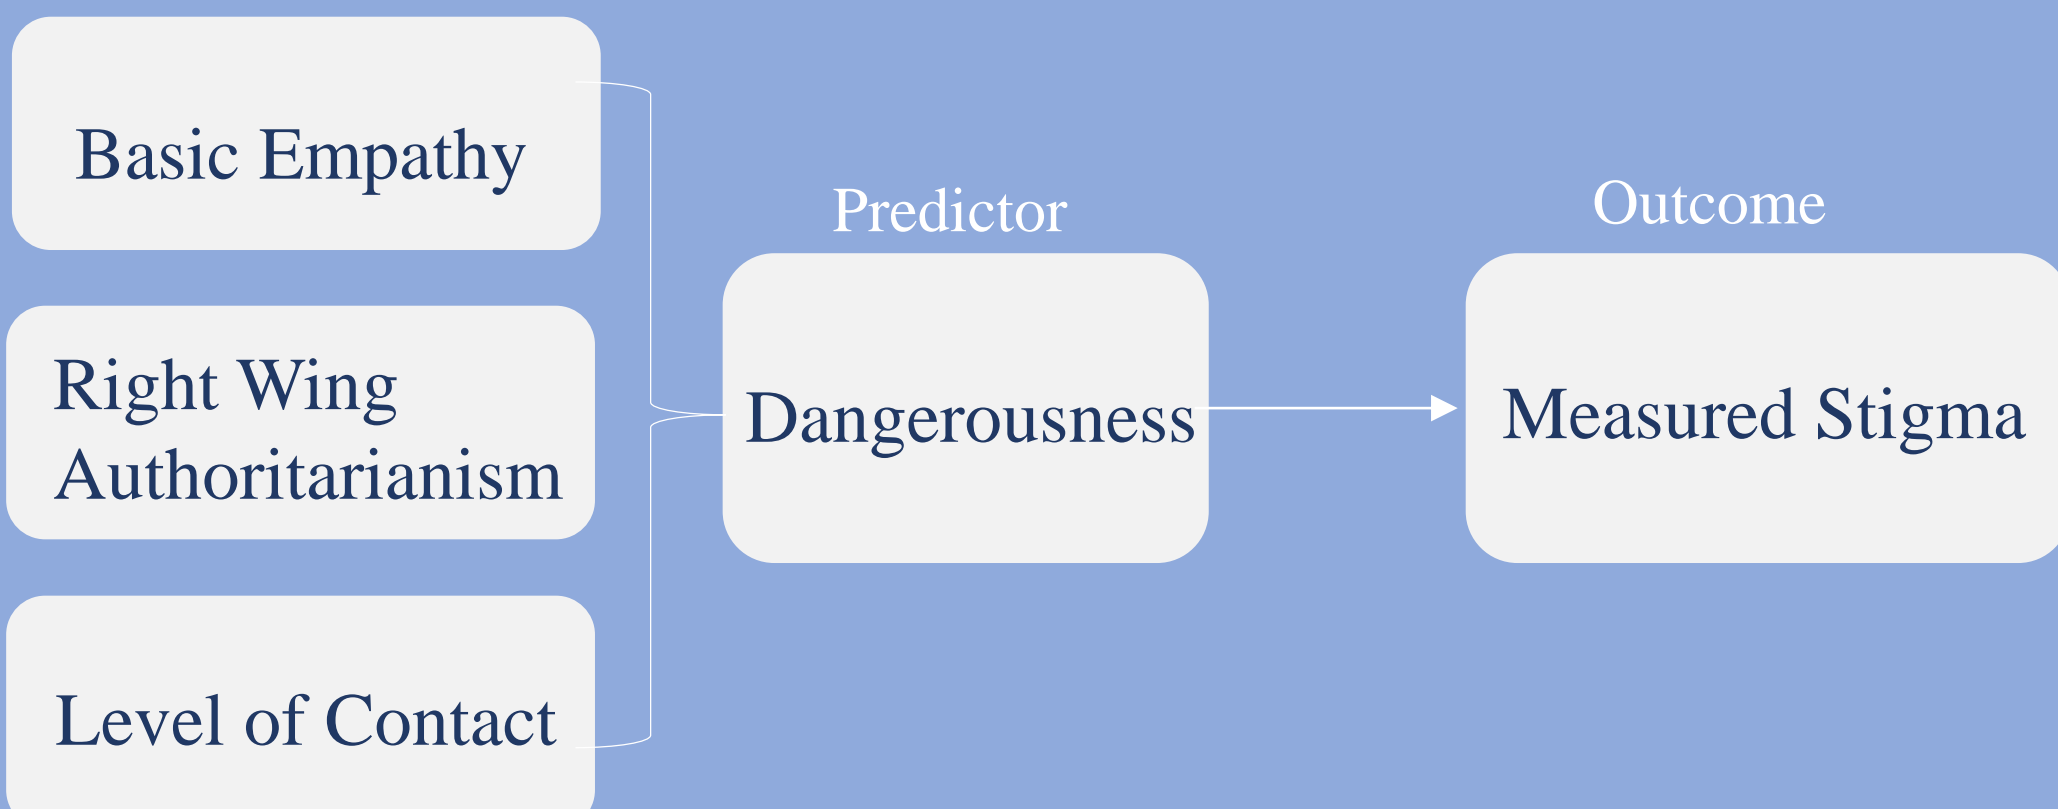 Basic Empathy
Right Wing
Authoritarianism
Level of Contact
Predictor
Dangerousness
Outcome
Measured Stigma